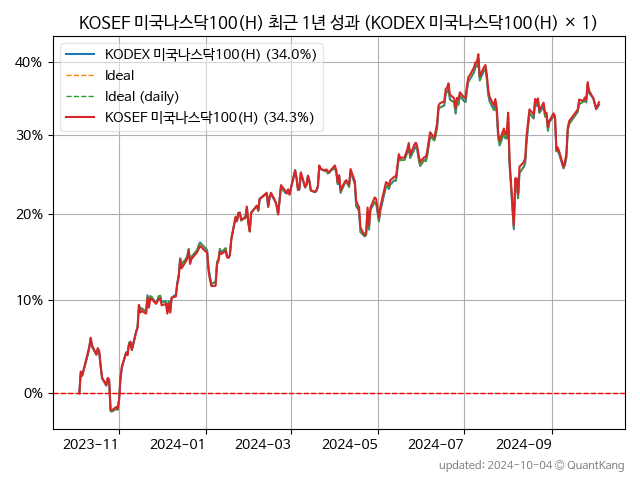 KOSEF 미국나스닥100(H) 최근 1년 성과 (KODEX 미국나스닥100(H) × 1)
KODEX 미국나스닥100(H) (34.0%)
Ideal
Ideal (daily)
KOSEF 미국나스닥100(H) (34.3%)
40%
30%
20%
10%
0%
2023-11
2024-01
2024-03
2024-05
2024-07
2024-09
updated: 2024-10-04 © QuantKang